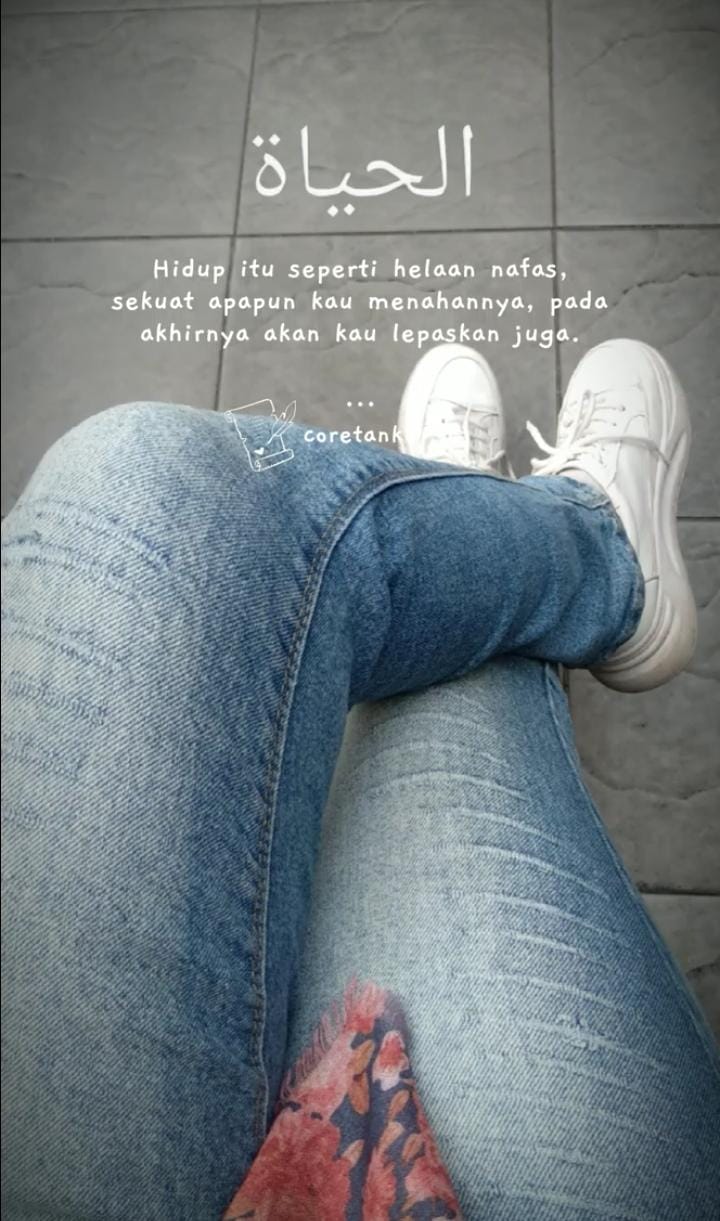 الحياة
Hidup itu seperti helaan nafas,
sekuat apapun kau menahannya, pada
akhirnya akan kau lepaskan juga.
...
coretank